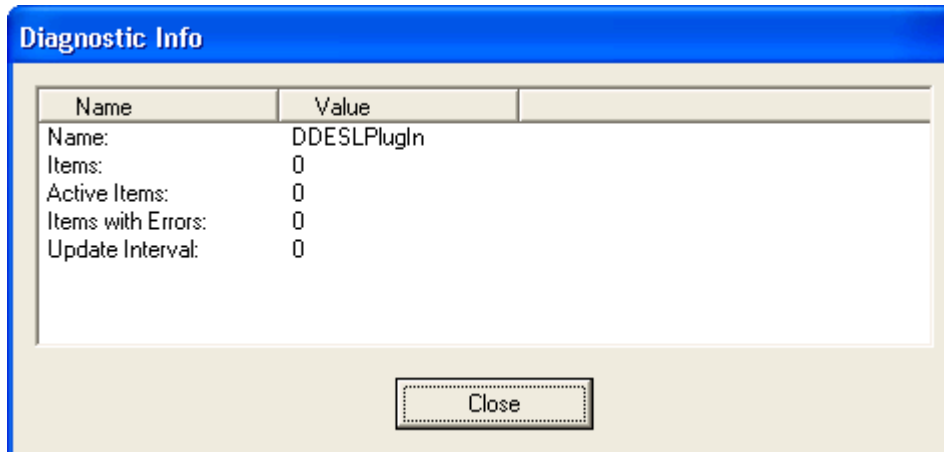 Diagnostic Info
Name Value
Name: DDESLPlugIn
Items: 0
Active Items: 0
Items with Errors: 0
Update Interval: 0
Close